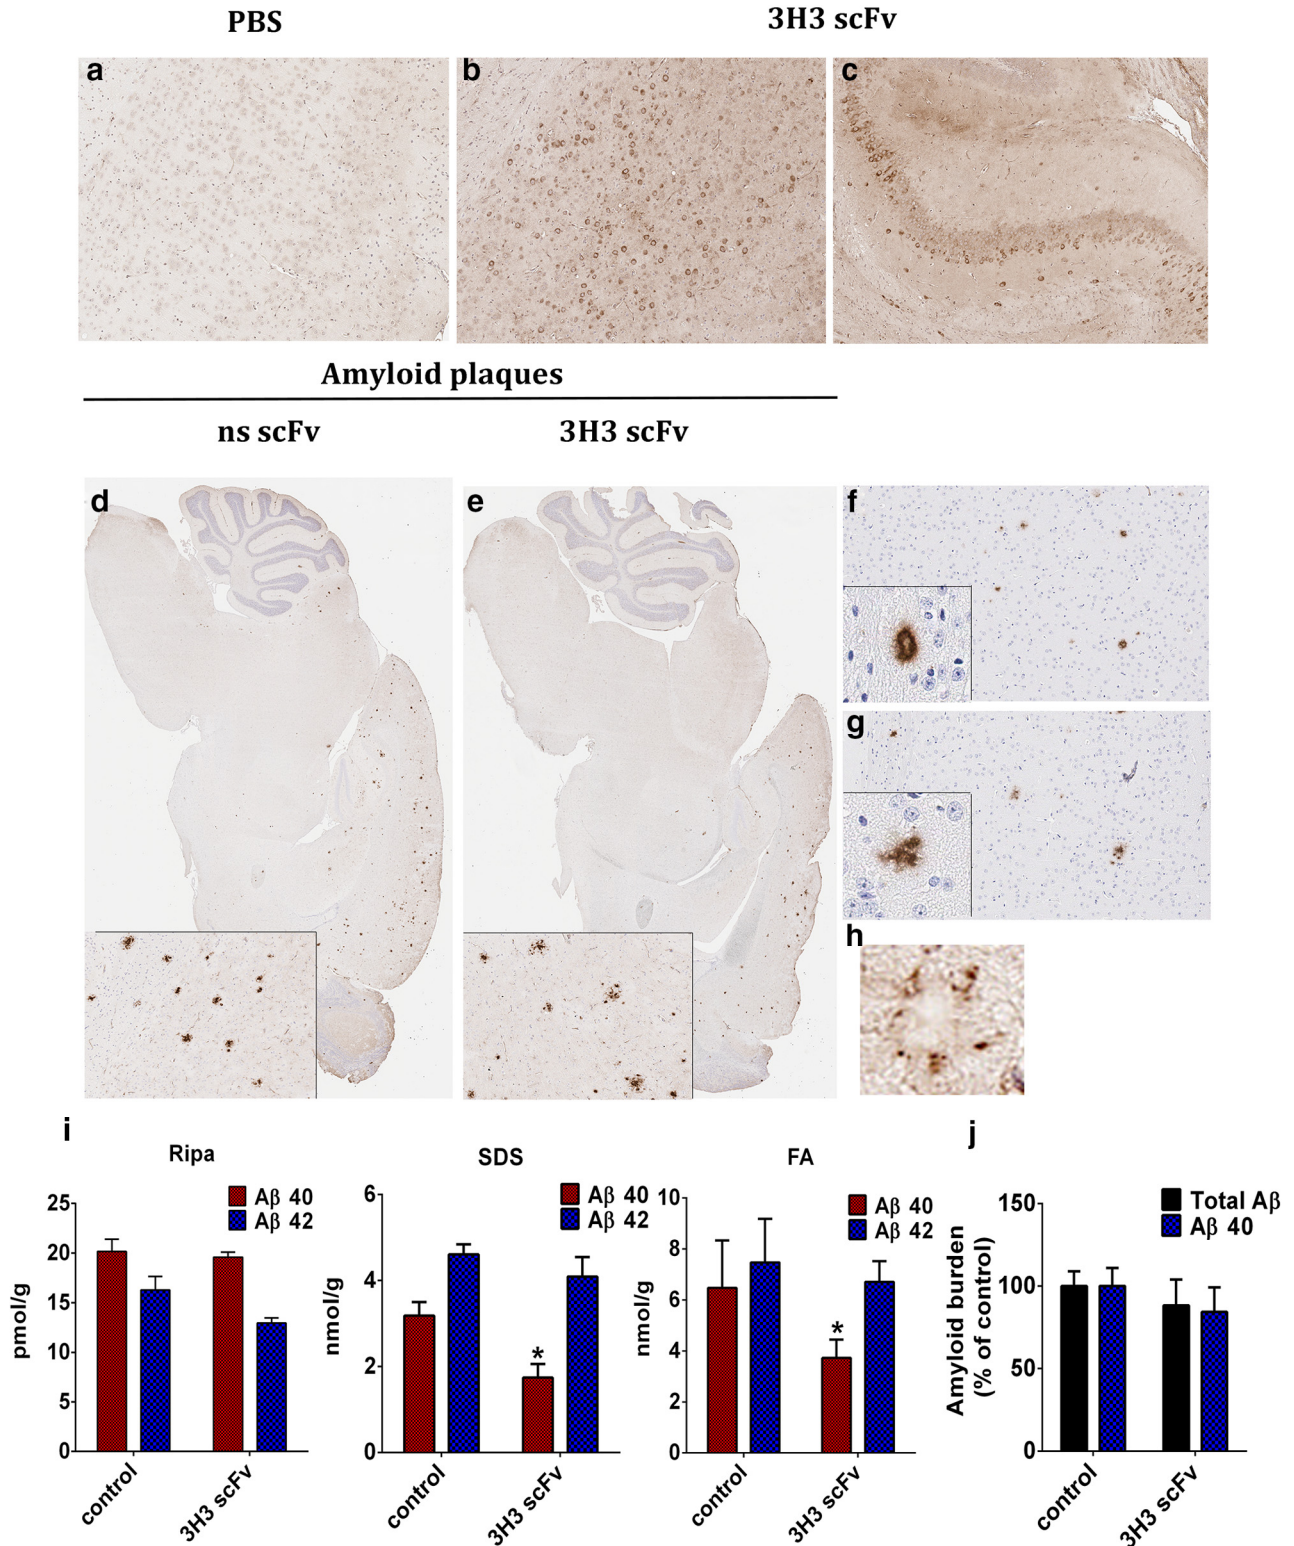 PBS
3H3 scFv
a
b
c
Amyloid plaques
ns scFv
3H3 scFv
d
e
f
g
h
i
Ripa
Aβ 40
Aβ 42
pmol/g
25
20
15
10
5
0
control
3H3 scFv
SDS
Aβ 40
Aβ 42
nmol/g
6
4
2
0
*
control
3H3 scFv
FA
Aβ 40
Aβ 42
nmol/g
10
8
6
4
2
0
*
control
3H3 scFv
j
Total Aβ
Aβ 40
Amyloid burden
(% of control)
150
100
50
0
control
3H3 scFv